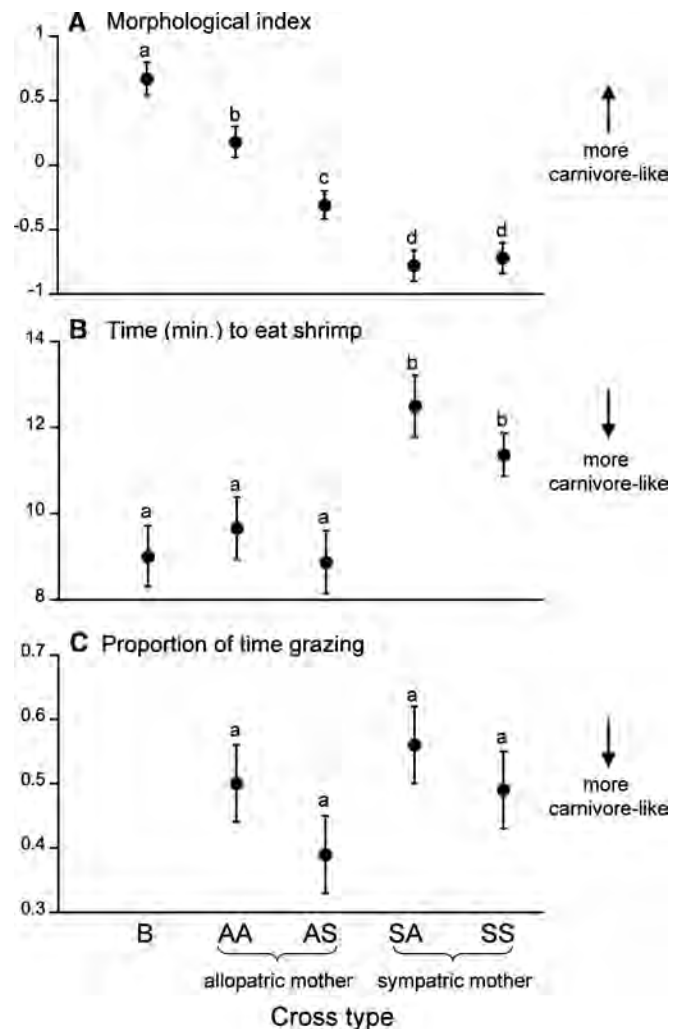 A Morphological index
1
0.5
0
-0.5
-1
a
b
c
d
d
more
carnivore-like
B Time (min.) to eat shrimp
14
12
10
8
a
a
a
b
b
more
carnivore-like
C Proportion of time grazing
0.7
0.6
0.5
0.4
0.3
a
a
a
a
more
carnivore-like
B AA AS SA SS
allopatric mother sympatric mother
Cross type